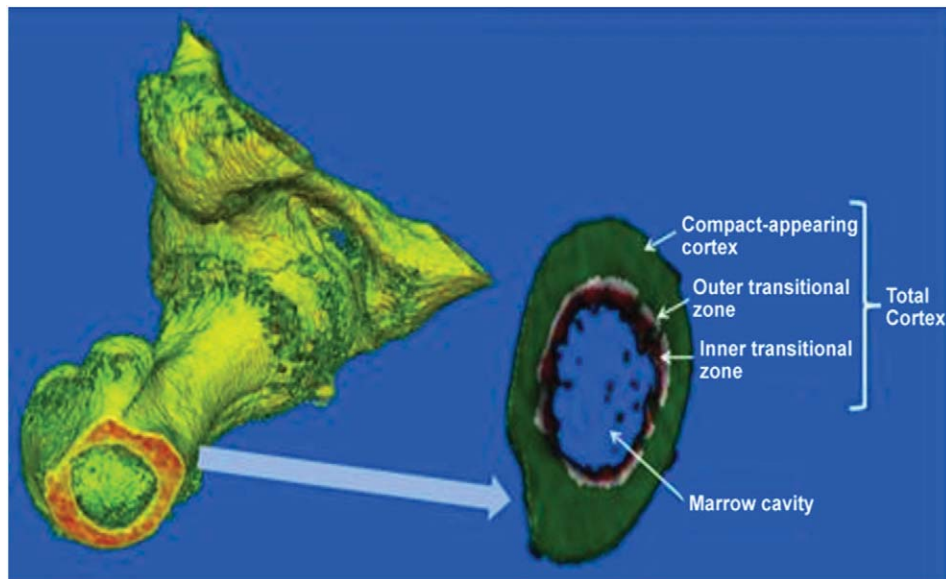 Compact-appearing
cortex
Outer transitional
zone
Inner transitional
zone
Total
Cortex
Marrow cavity